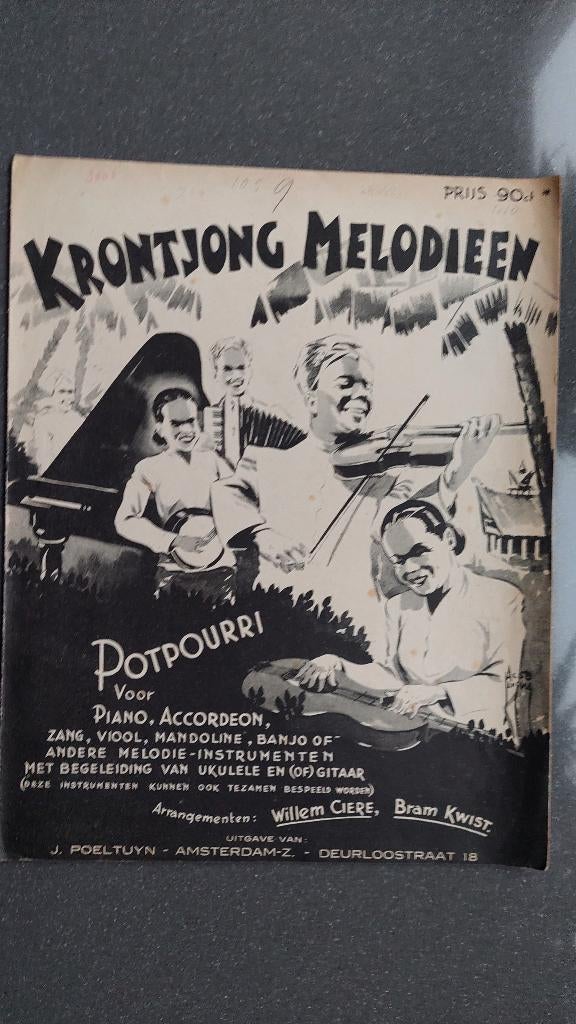 1059
PRIJS 90ct
KRONTJONG MELODIEEN
POTPOURRI
VOOR
PIANO, ACCORDEON,
ZANG, VIOOL, MANDOLINE, BANJO OF
ANDERE MELODIE-INSTRUMENTEN
MET BEGELEIDING VAN UKULELE EN (OF) GITAAR
(DEZE INSTRUMENTEN KUNNEN OOK TEZAMEN BESPEELD WORDEN)
Arrangementen: Willem CIERE, Bram KWIST.
UITGAVE VAN:
J. POELTUYN - AMSTERDAM-Z. - DEURLOOSTRAAT 18